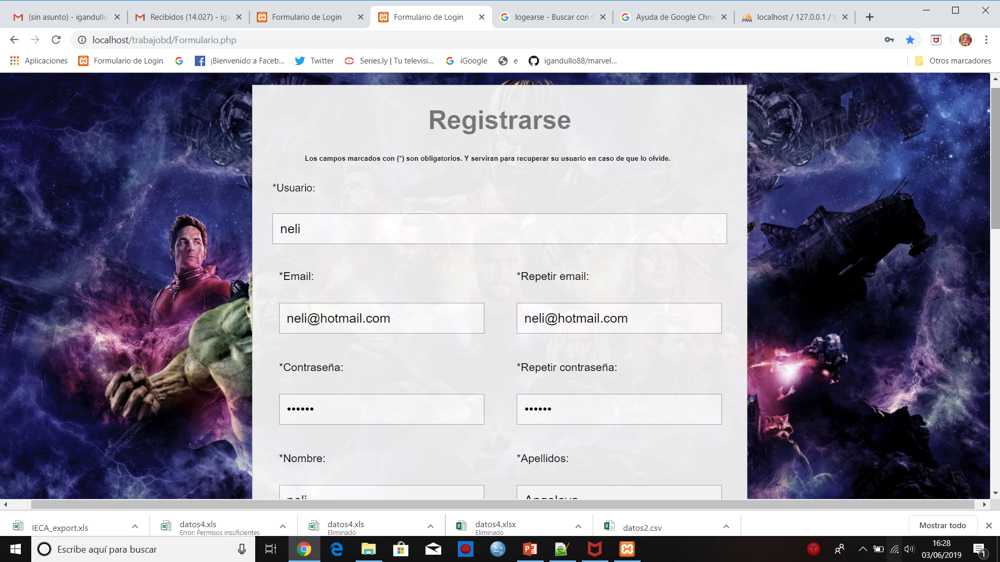 (sin asunto) - igandullo
Recibidos (14.027) - iga
Formulario de Login
Formulario de Login
logearse - Buscar con G
Ayuda de Google Chro
localhost / 127.0.0.1 / t
localhost/trabajobd/Formulario.php
Aplicaciones
Formulario de Login
¡Bienvenido a Faceb...
Twitter
Series.ly | Tu televisi...
iGoogle
e
igandullo88/marvel...
Otros marcadores
Registrarse
Los campos marcados con (*) son obligatorios. Y serviran para recuperar su usuario en caso de que lo olvide.
*Usuario:
neli
*Email:
*Repetir email:
neli@hotmail.com
neli@hotmail.com
*Contraseña:
*Repetir contraseña:
••••••
••••••
*Nombre:
*Apellidos:
neli
Angelova
IECA_export.xls
datos4.xls
Error: Permisos insuficientes
datos4.xls
Eliminado
datos4.xlsx
Eliminado
datos2.csv
Mostrar todo
Escribe aquí para buscar
16:28
03/06/2019
1